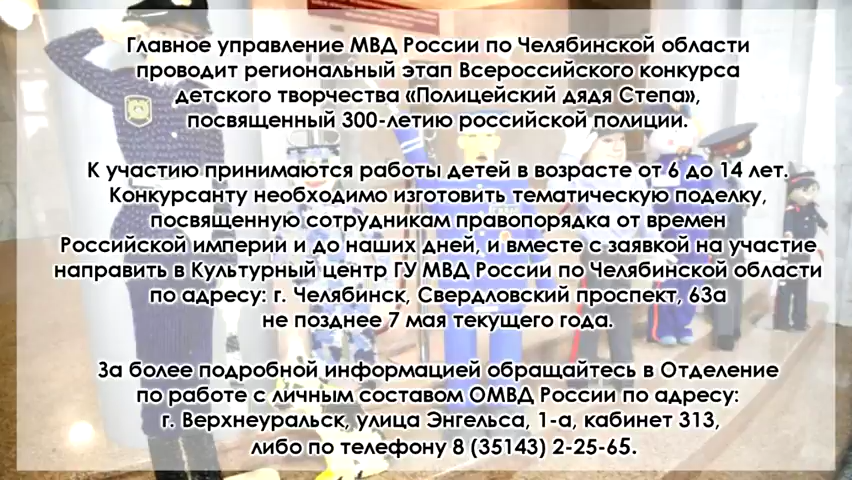 Главное управление МВД России по Челябинской области
проводит региональный этап Всероссийского конкурса
детского творчества «Полицейский дядя Степа»,
посвященный 300-летию российской полиции.
К участию принимаются работы детей в возрасте от 6 до 14 лет.
Конкурсанту необходимо изготовить тематическую поделку,
посвященную сотрудникам правопорядка от времен
Российской империи и до наших дней, и вместе с заявкой на участие
направить в Культурный центр ГУ МВД России по Челябинской области
по адресу: г. Челябинск, Свердловский проспект, 63а
не позднее 7 мая текущего года.
За более подробной информацией обращайтесь в Отделение
по работе с личным составом ОМВД России по адресу:
г. Верхнеуральск, улица Энгельса, 1-а, кабинет 313,
либо по телефону 8 (35143) 2-25-65.